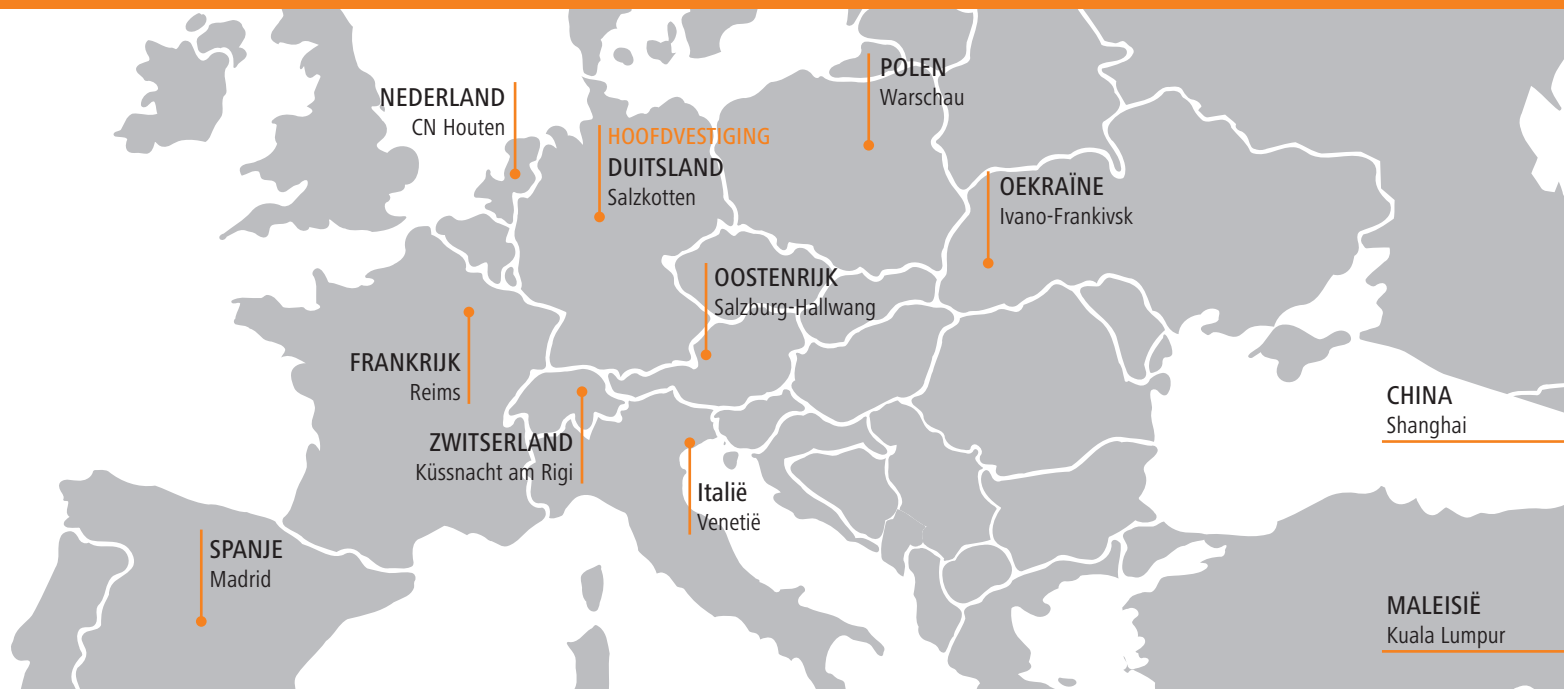 POLEN
Warschau
NEDERLAND
CN Houten
HOOFDVESTIGING
DUITSLAND
Salzkotten
OEKRAÏNE
Ivano-Frankivsk
OOSTENRIJK
Salzburg-Hallwang
FRANKRIJK
Reims
CHINA
Shanghai
ZWITSERLAND
Küssnacht am Rigi
Italië
Venetië
SPANJE
Madrid
MALEISIË
Kuala Lumpur